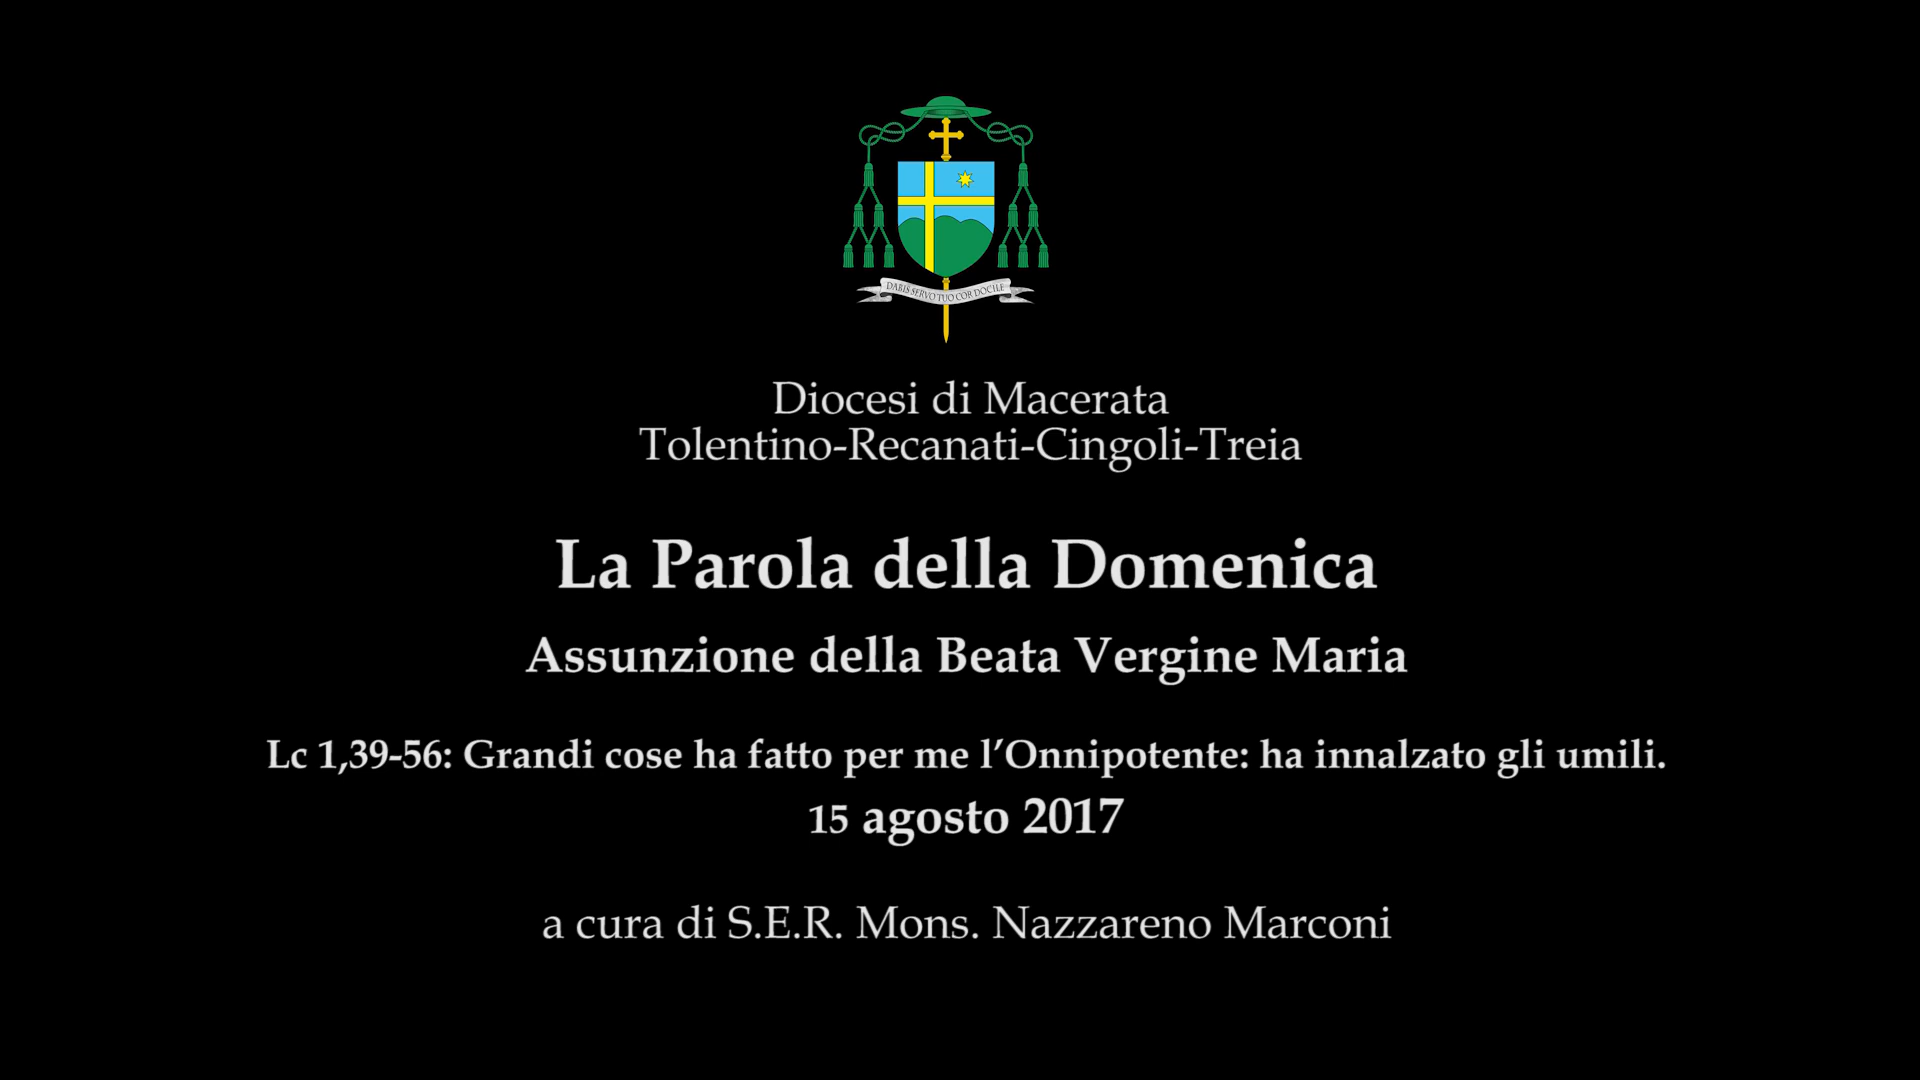 DABIS SERVO TUO COR DOCILE
Diocesi di Macerata
Tolentino-Recanati-Cingoli-Treia
La Parola della Domenica
Assunzione della Beata Vergine Maria
Lc 1,39-56: Grandi cose ha fatto per me l’Onnipotente: ha innalzato gli umili.
15 agosto 2017
a cura di S.E.R. Mons. Nazzareno Marconi